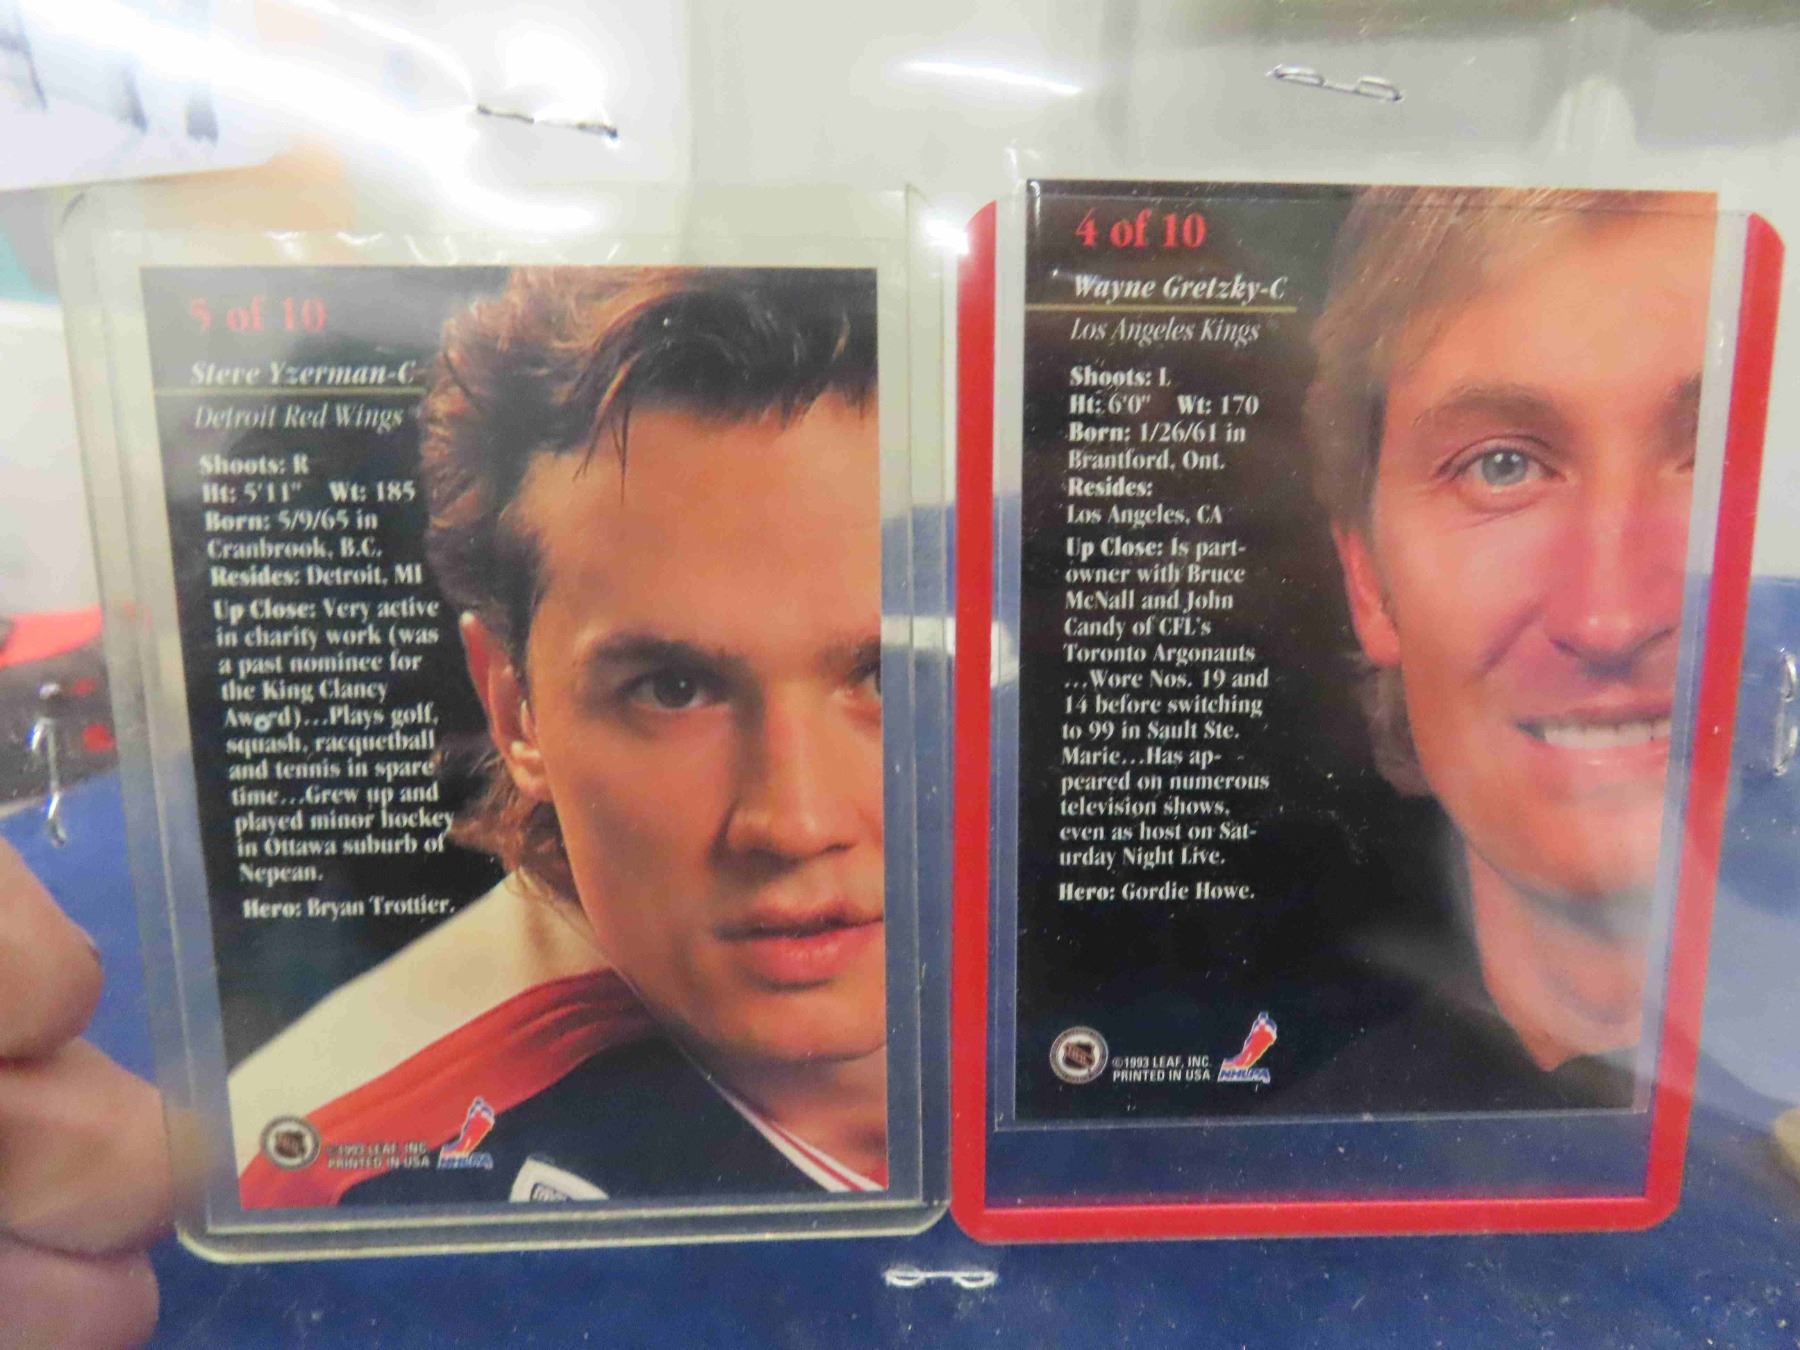 5 of 10
Steve Yzerman-C
Detroit Red Wings
Shoots: R
Ht: 5'11" Wt: 185
Born: 5/9/65 in
Cranbrook, B.C.
Resides: Detroit, MI
Up Close: Very active
in charity work (was
a past nominee for
the King Clancy
Award)...Plays golf,
squash, racquetball
and tennis in spare
time...Grew up and
played minor hockey
in Ottawa suburb of
Nepean.
Hero: Bryan Trottier.
©1993 LEAF, INC.
PRINTED IN USA
NHLPA
4 of 10
Wayne Gretzky-C
Los Angeles Kings
Shoots: L
Ht: 6'0" Wt: 170
Born: 1/26/61 in
Brantford, Ont.
Resides:
Los Angeles, CA
Up Close: Is part-
owner with Bruce
McNall and John
Candy of CFL's
Toronto Argonauts
...Wore Nos. 19 and
14 before switching
to 99 in Sault Ste.
Marie...Has ap-
peared on numerous
television shows,
even as host on Sat-
urday Night Live.
Hero: Gordie Howe.
NHL
©1993 LEAF, INC.
PRINTED IN USA
NHLPA